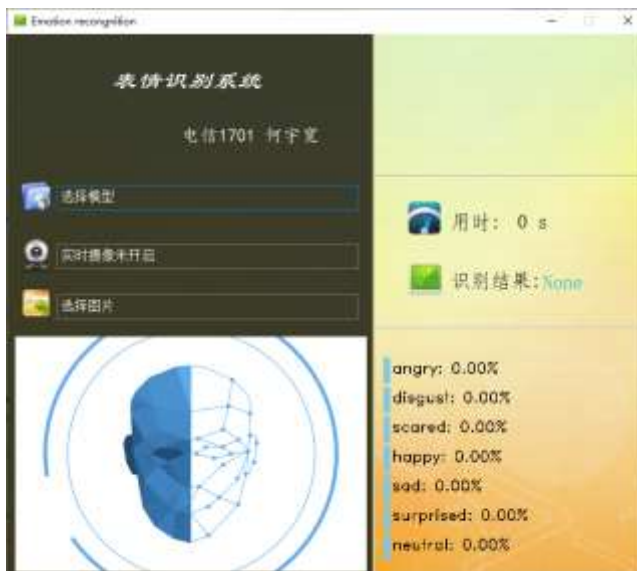 Emotion recongnition
表情识别系统
电信1701 何宇宽
选择模型
实时摄像未开启
选择图片
用时: 0 s
识别结果:None
angry: 0.00%
disgust: 0.00%
scared: 0.00%
happy: 0.00%
sad: 0.00%
surprised: 0.00%
neutral: 0.00%